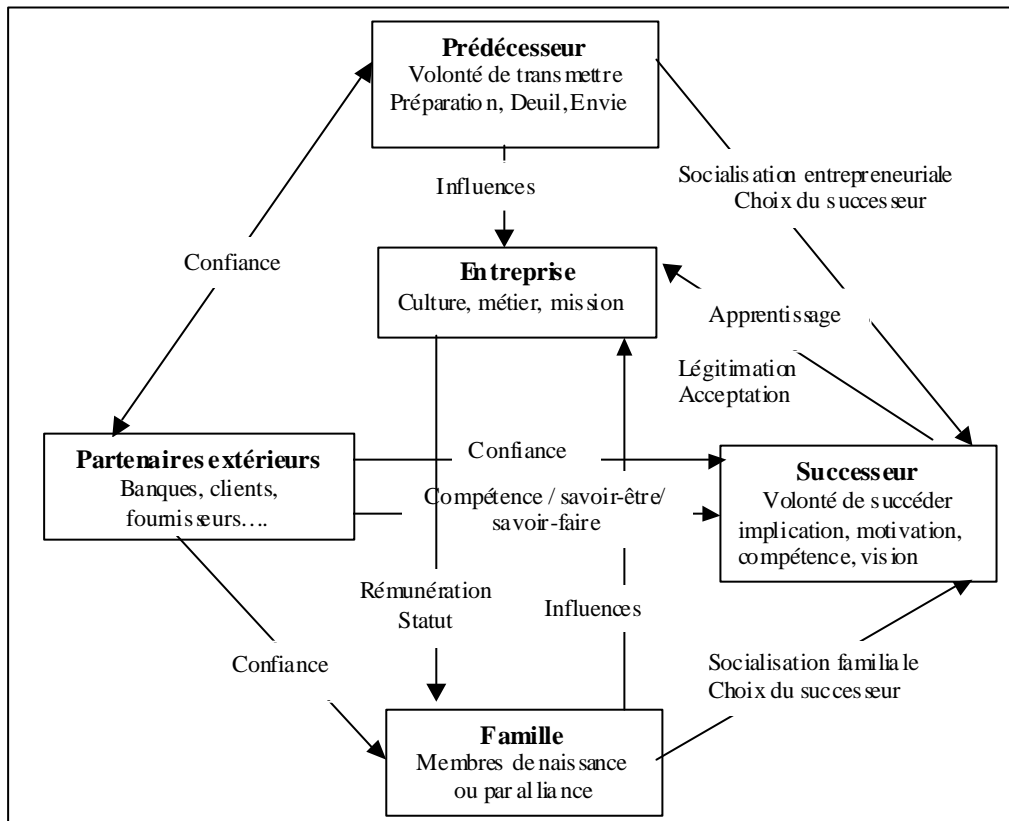 Prédécesseur
Volonté de transmettre
Préparation, Deuil, Envie
Influences
Socialisation entrepreneuriale
Choix du successeur
Confiance
Entreprise
Culture, métier, mission
Apprentissage
Légitimation
Acceptation
Partenaires extérieurs
Banques, clients,
fournisseurs….
Confiance
Compétence / savoir-être/
savoir-faire
Successeur
Volonté de succéder
implication, motivation,
compétence, vision
Rémunération
Statut
Influences
Confiance
Socialisation familiale
Choix du successeur
Famille
Membres de naissance
ou par alliance